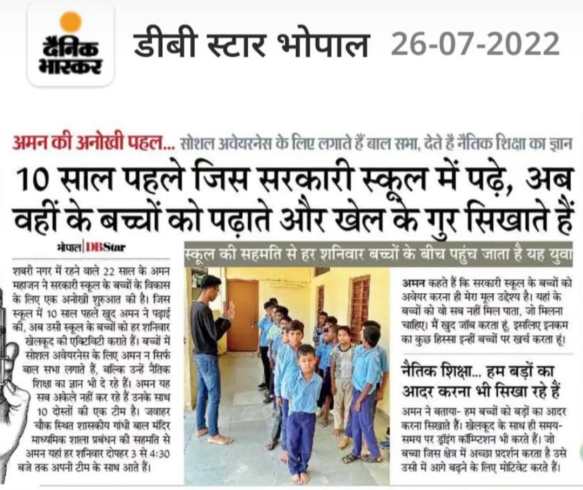 दैनिक
भास्कर
डीबी स्टार भोपाल 26-07-2022
अमन की अनोखी पहल... सोशल अवेयरनेस के लिए लगाते हैं बाल सभा, देते हैं नैतिक शिक्षा का ज्ञान
10 साल पहले जिस सरकारी स्कूल में पढ़े, अब
वहीं के बच्चों को पढ़ाते और खेल के गुर सिखाते हैं
भोपाल|DBStar
शबरी नगर में रहने वाले 22 साल के अमन
महाजन ने सरकारी स्कूल के बच्चों के विकास
के लिए एक अनोखी शुरुआत की है। जिस
स्कूल में 10 साल पहले खुद अमन ने पढ़ाई
की, अब उसी स्कूल के बच्चों को हर शनिवार
खेलकूद की एक्टिविटी कराते हैं। बच्चों में
सोशल अवेयरनेस के लिए अमन न सिर्फ
बाल सभा लगाते हैं, बल्कि उन्हें नैतिक
शिक्षा का ज्ञान भी दे रहे हैं। अमन यह
सब अकेले नहीं कर रहे हैं उनके साथ
10 दोस्तों की एक टीम है। जवाहर
चौक स्थित शासकीय गांधी बाल मंदिर
माध्यमिक शाला प्रबंधन की सहमति से
अमन यहां हर शनिवार दोपहर 3 से 4:30
बजे तक अपनी टीम के साथ आते हैं।
स्कूल की सहमति से हर शनिवार बच्चों के बीच पहुंच जाता है यह युवा
अमन कहते हैं कि सरकारी स्कूल के बच्चों को
अवेयर करना ही मेरा मूल उद्देश्य है। यहां के
बच्चों को वो सब नहीं मिल पाता, जो मिलना
चाहिए। मैं खुद जॉब करता हूं, इसलिए इनकम
का कुछ हिस्सा इन्हीं बच्चों पर खर्च करता हूं।
नैतिक शिक्षा... हम बड़ों का
आदर करना भी सिखा रहे हैं
अमन ने बताया- हम बच्चों को बड़ों का आदर
करना सिखाते हैं। खेलकूद के साथ ही समय-
समय पर ड्रॉइंग कॉम्प्टिशन भी करते हैं। जो
बच्चा जिस क्षेत्र में अच्छा प्रदर्शन करता है उसे
उसी में आगे बढ़ने के लिए मोटिवेट करते हैं।